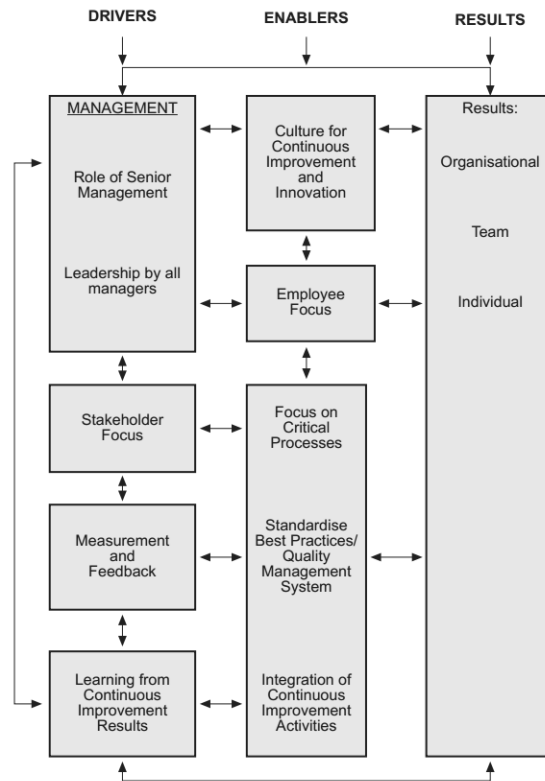 DRIVERS
ENABLERS
RESULTS
MANAGEMENT
Role of Senior
Management
Leadership by all
managers
Culture for
Continuous
Improvement
and
Innovation
Results:
Organisational
Team
Individual
Employee
Focus
Stakeholder
Focus
Focus on
Critical
Processes
Measurement
and
Feedback
Standardise
Best Practices/
Quality
Management
System
Learning from
Continuous
Improvement
Results
Integration of
Continuous
Improvement
Activities